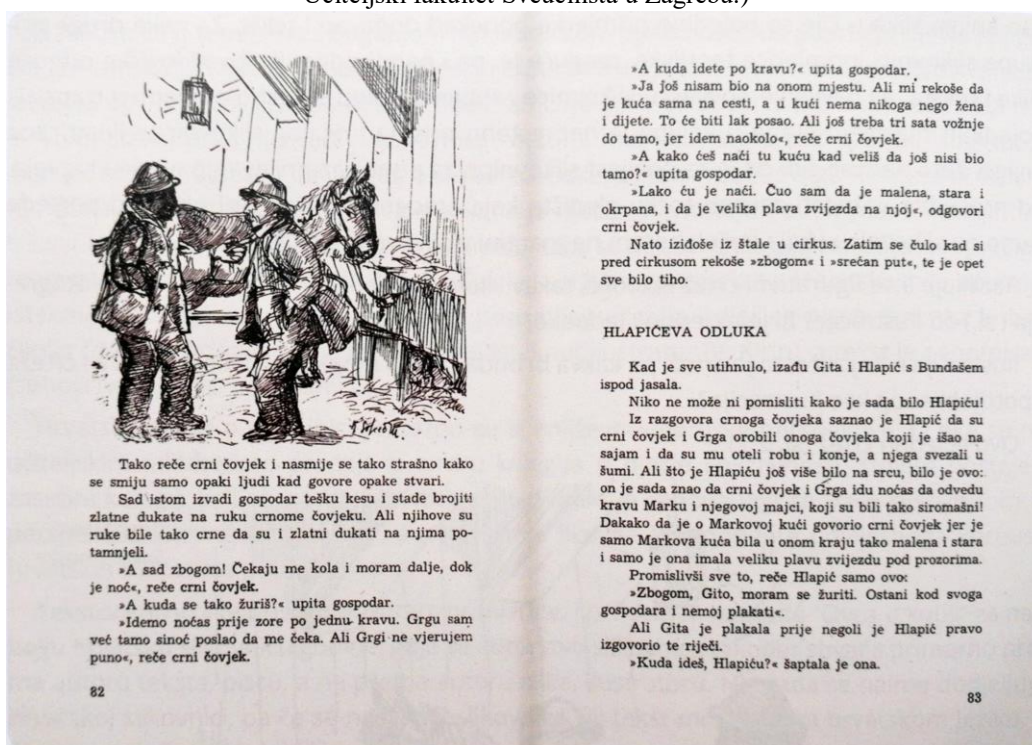 Učiteljski fakultet Sveučilišta u Zagrebu.)
Tako reče crni čovjek i nasmije se tako strašno kako
se smiju samo opaki ljudi kad govore opake stvari.
Sad istom izvadi gospodar tešku kesu i stade brojiti
zlatne dukate na ruku crnome čovjeku. Ali njihove su
ruke bile tako crne da su i zlatni dukati na njima po-
tamnjeli.
»A sad zbogom! Čekaju me kola i moram dalje, dok
je noć«, reče crni čovjek.
»A kuda se tako žuriš?« upita gospodar.
»Idemo noćas prije zore po jednu kravu. Grgu sam
već tamo sinoć poslao da me čeka. Ali Grgi ne vjerujem
puno«, reče crni čovjek.
82
»A kuda idete po kravu?« upita gospodar.
»Ja još nisam bio na onom mjestu. Ali mi rekoše da
je kuća sama na cesti, a u kući nema nikoga nego žena
i dijete. To će biti lak posao. Ali još treba tri sata vožnje
do tamo, jer idem naokolo«, reče crni čovjek.
»A kako ćeš naći tu kuću kad veliš da još nisi bio
tamo?« upita gospodar.
»Lako ću je naći. Čuo sam da je malena, stara i
okrpana, i da je velika plava zvijezda na njoj«, odgovori
crni čovjek.
Nato iziđoše iz štale u cirkus. Zatim se čulo kad si
pred cirkusom rekoše »zbogom« i »srećan put«, te je opet
sve bilo tiho.
HLAPIĆEVA ODLUKA
Kad je sve utihnulo, izađu Gita i Hlapić s Bundašem
ispod jasala.
Niko ne može ni pomisliti kako je sada bilo Hlapiću!
Iz razgovora crnoga čovjeka saznao je Hlapić da su
crni čovjek i Grga orobili onoga čovjeka koji je išao na
sajam i da su mu oteli robu i konje, a njega svezali u
šumi. Ali što je Hlapiću još više bilo na srcu, bilo je ovo:
on je sada znao da crni čovjek i Grga idu noćas da odvedu
kravu Marku i njegovoj majci, koji su bili tako siromašni!
Dakako da je o Markovoj kući govorio crni čovjek jer je
samo Markova kuća bila u onom kraju tako malena i stara
i samo je ona imala veliku plavu zvijezdu pod prozorima.
Promislivši sve to, reče Hlapić samo ovo:
»Zbogom, Gito, moram se žuriti. Ostani kod svoga
gospodara i nemoj plakati«.
Ali Gita je plakala prije negoli je Hlapić pravo
izgovorio te riječi.
»Kuda ideš, Hlapiću?« šaptala je ona.
83